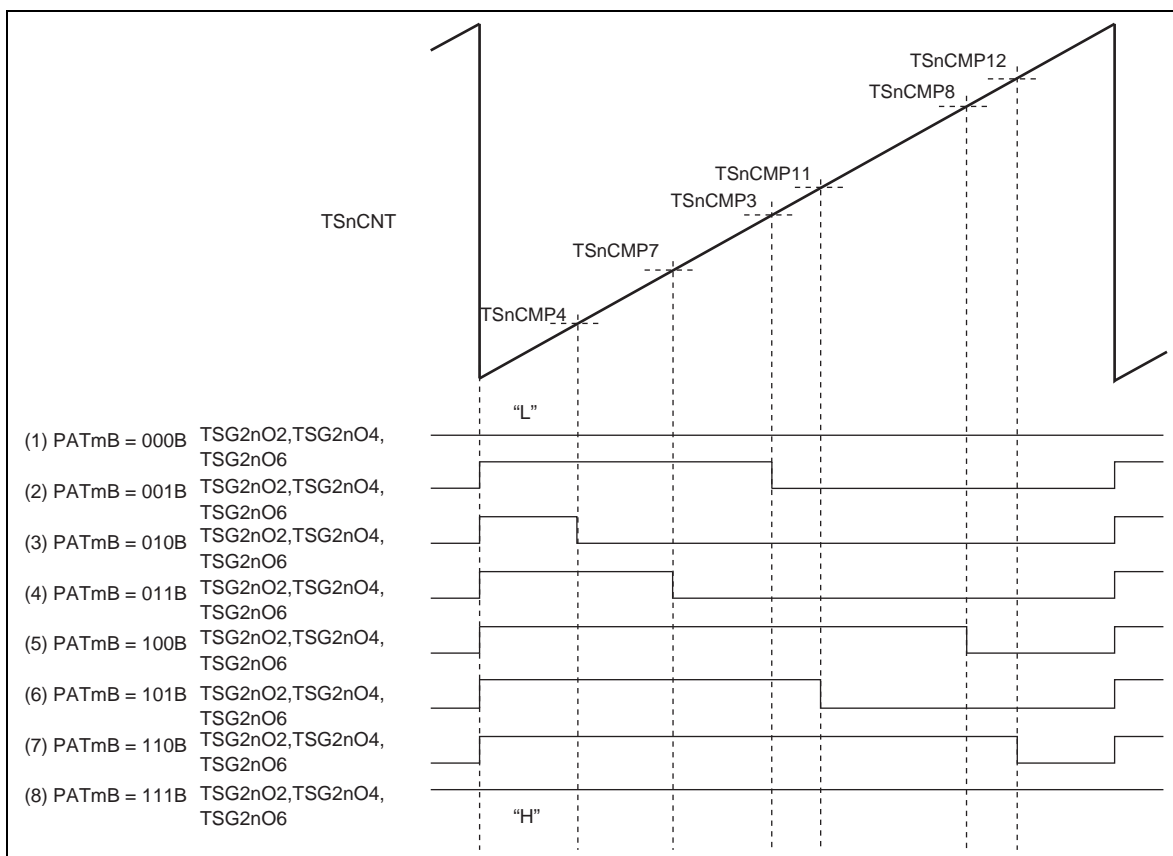 TSnCMP12
TSnCMP8
TSnCMP11
TSnCMP3
TSnCNT
TSnCMP7
TSnCMP4
“L”
(1) PATmB = 000B TSG2nO2,TSG2nO4,
TSG2nO6
(2) PATmB = 001B TSG2nO2,TSG2nO4,
TSG2nO6
(3) PATmB = 010B TSG2nO2,TSG2nO4,
TSG2nO6
(4) PATmB = 011B TSG2nO2,TSG2nO4,
TSG2nO6
(5) PATmB = 100B TSG2nO2,TSG2nO4,
TSG2nO6
(6) PATmB = 101B TSG2nO2,TSG2nO4,
TSG2nO6
(7) PATmB = 110B TSG2nO2,TSG2nO4,
TSG2nO6
(8) PATmB = 111B TSG2nO2,TSG2nO4,
TSG2nO6
“H”